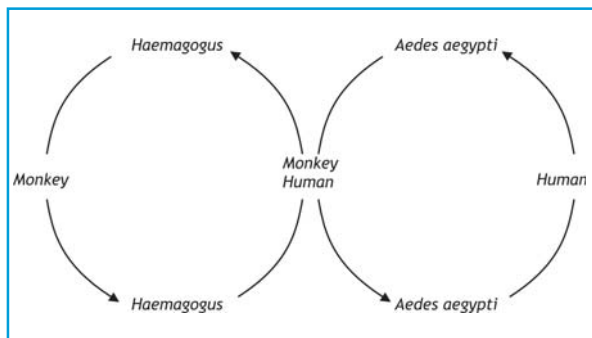 Haemagogus
Aedes aegypti
Monkey
Monkey
Human
Human
Haemagogus
Aedes aegypti